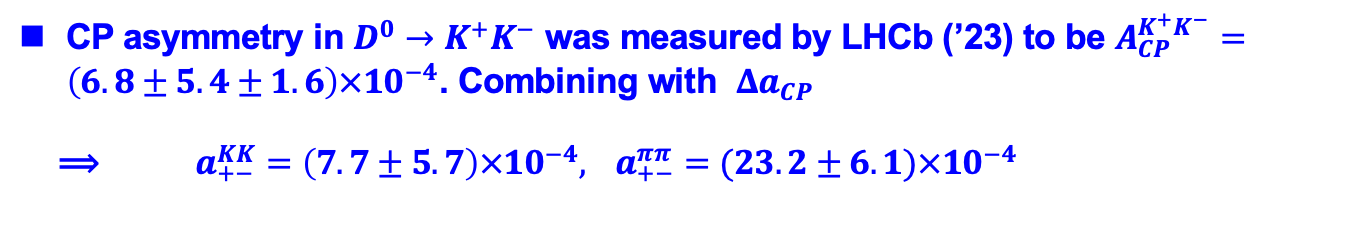 ■ CP asymmetry in D⁰ → K⁺K⁻ was measured by LHCb (’23) to be A_{CP}^{K⁺K⁻} =
(6.8 ± 5.4 ± 1.6)×10⁻⁴. Combining with Δa_{CP}
⟹ a_{+−}^{KK} = (7.7 ± 5.7)×10⁻⁴, a_{+−}^{ππ} = (23.2 ± 6.1)×10⁻⁴